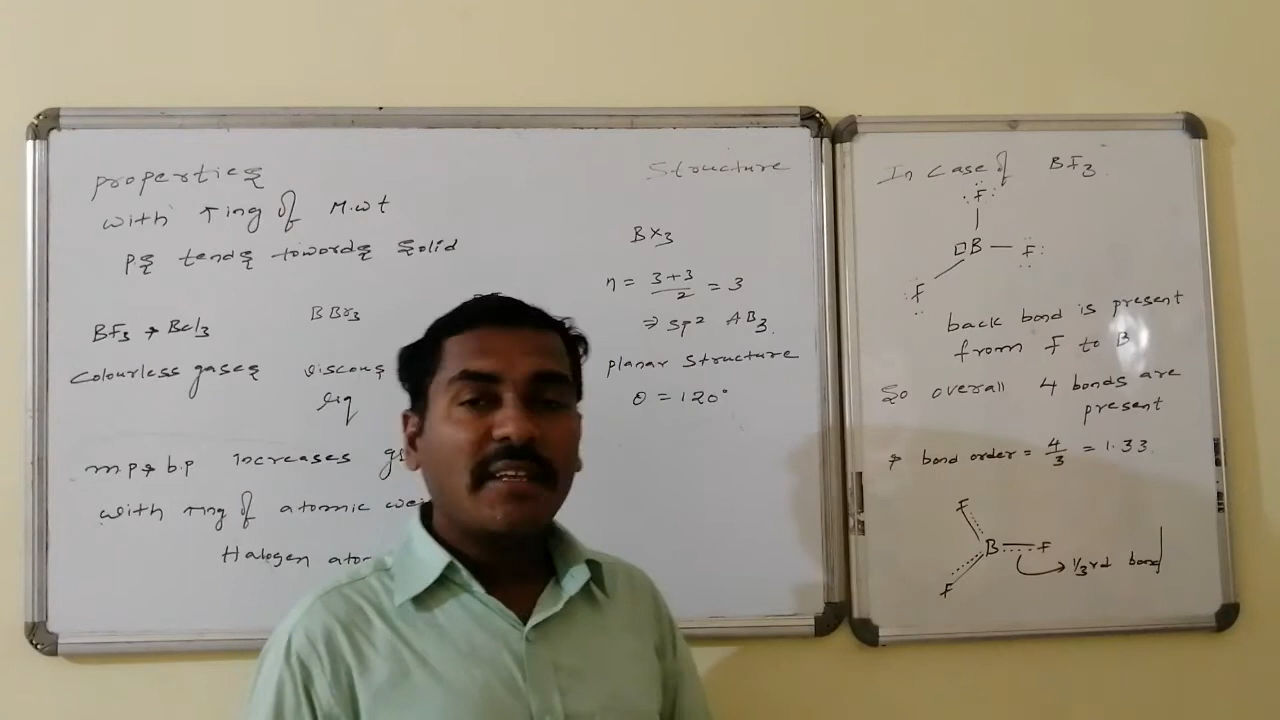 properties
with ↑ing of M.wt
ps tends towards solid
BF3 & BCl3
BBr3
Colourless gases
viscous
liq
m.p & b.p increases
with ↑ing of atomic
Halogen
Structure
BX3
n = 3+3/2 = 3
⇒ sp2 AB3
planar structure
θ = 120°
In case of BF3
F
B — F
F
back bond is present
from F to B
So overall 4 bonds are
present
& bond order = 4/3 = 1.33.
F
B F
1/3rd bond
F